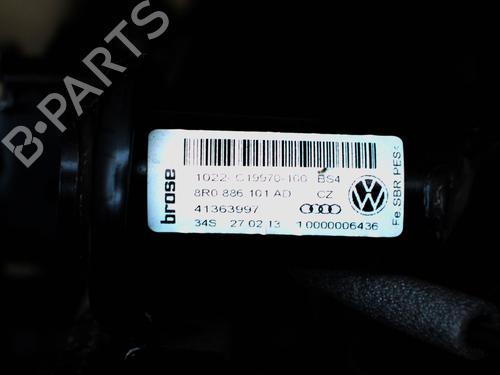 B-PARTS
brose
1022- C19970-100 BS4
8R0 886 101 AD CZ
41363997
34S 27 02 13 10000006436
Fe SBR PES<